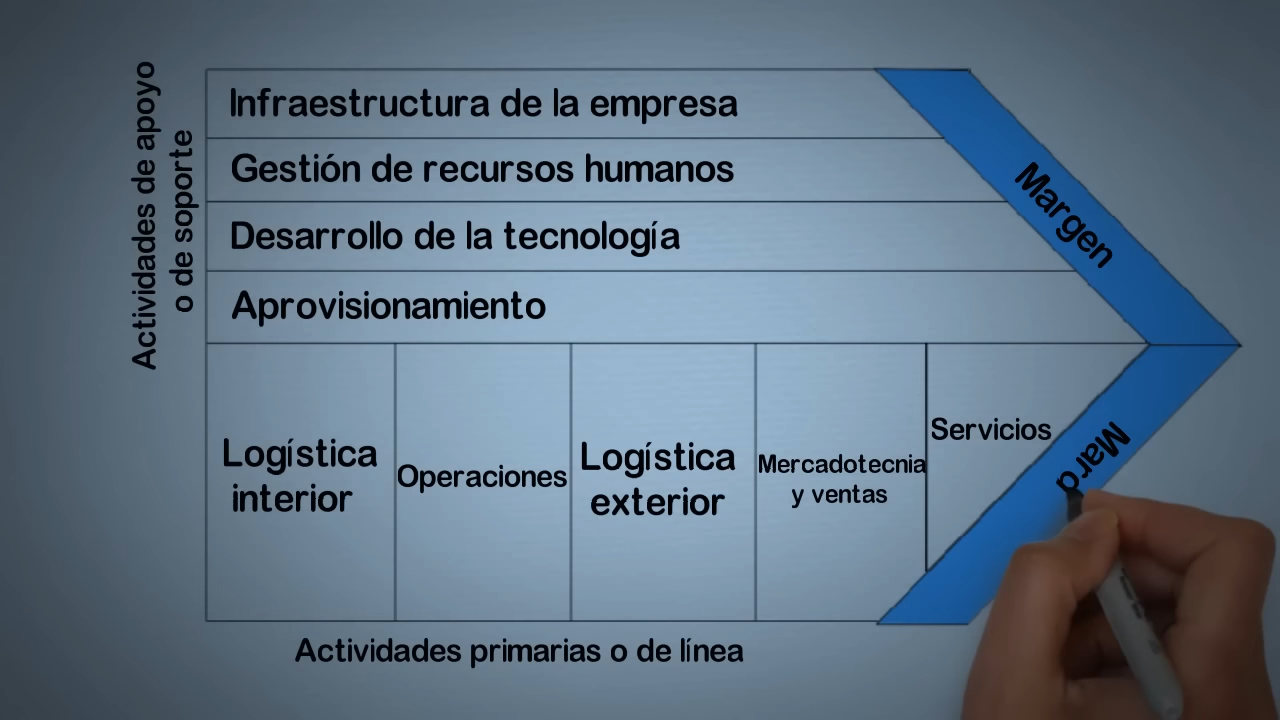 Actividades de apoyo
o de soporte
Infraestructura de la empresa
Gestión de recursos humanos
Desarrollo de la tecnología
Aprovisionamiento
Margen
Logística
interior
Operaciones
Logística
exterior
Mercadotecnia
y ventas
Servicios
Marg
Actividades primarias o de línea